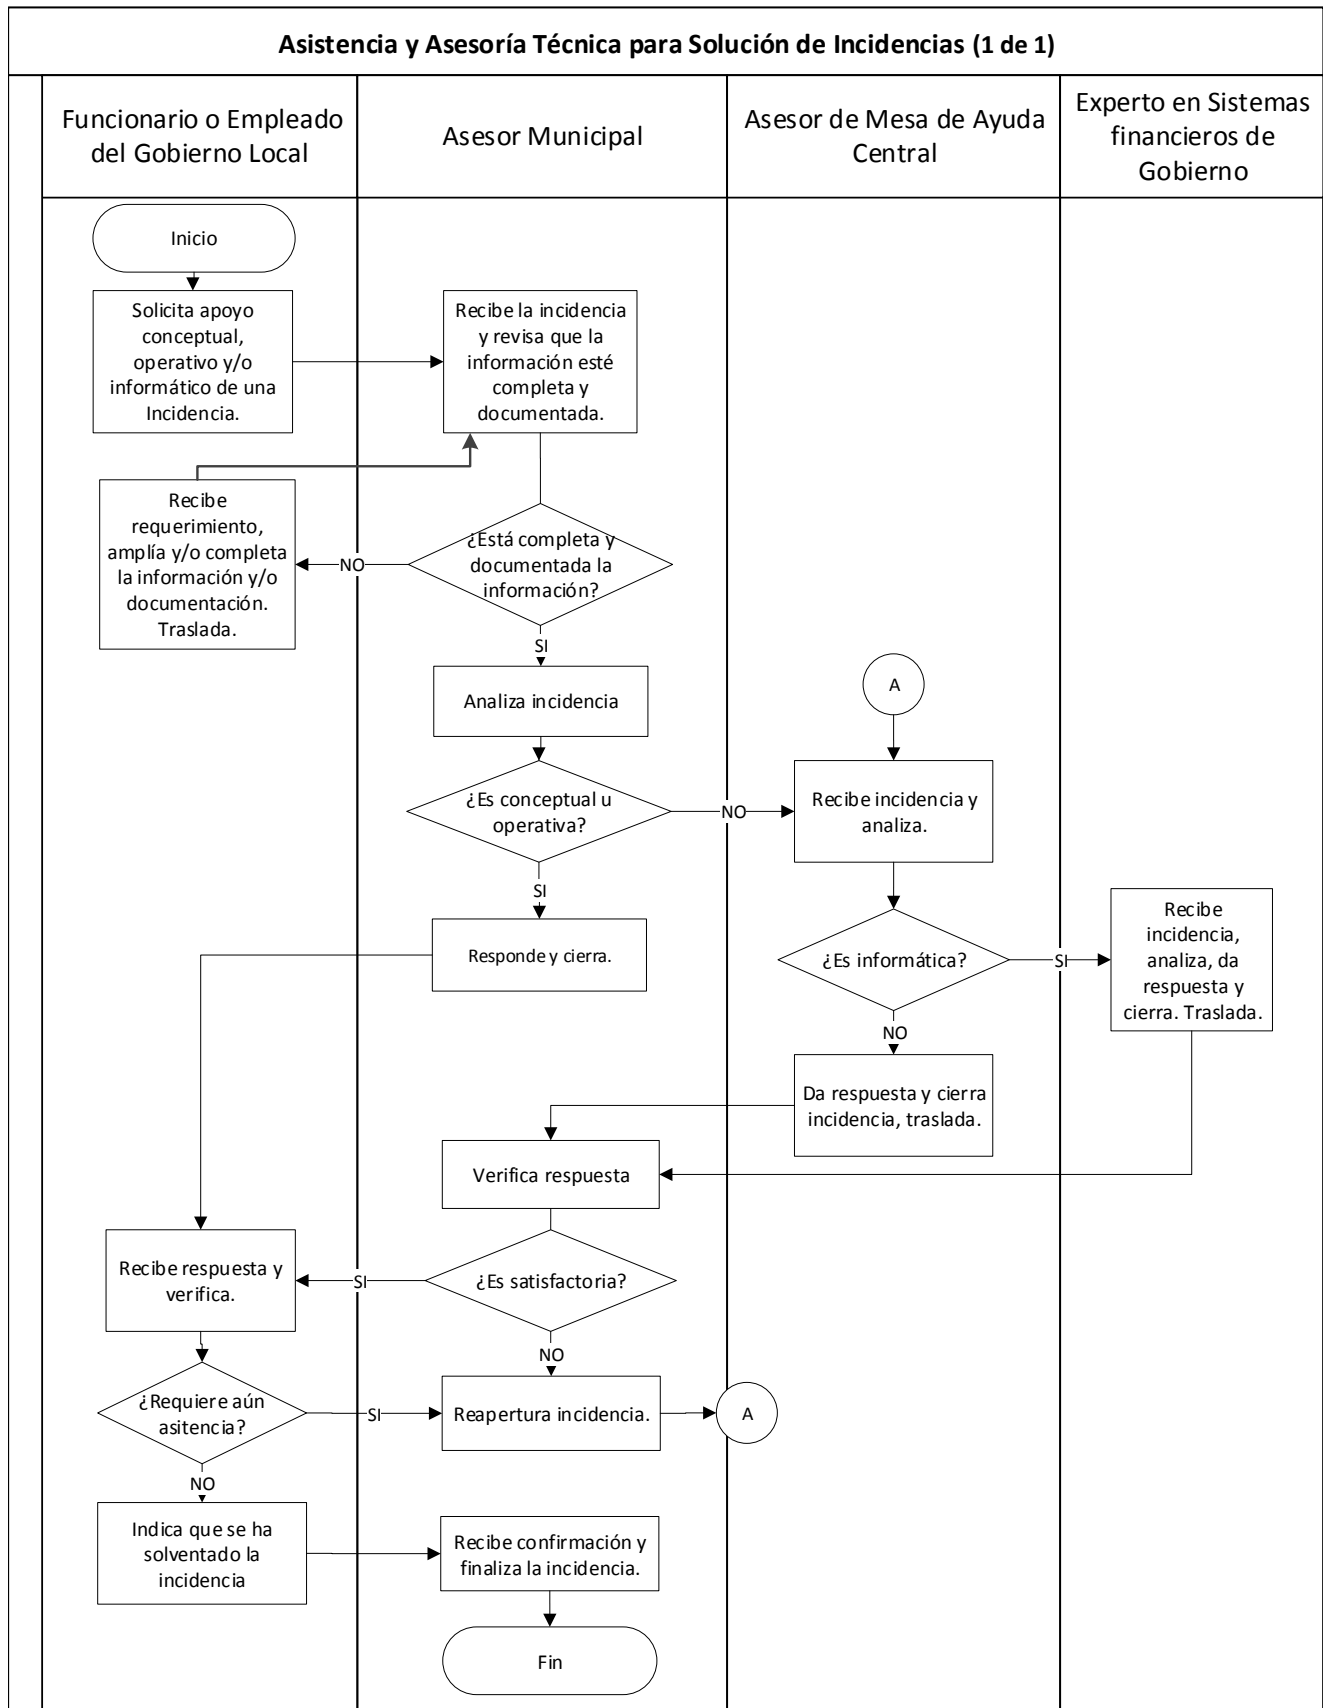 Asistencia y Asesoría Técnica para Solución de Incidencias (1 de 1)
Funcionario o Empleado
del Gobierno Local
Asesor Municipal
Asesor de Mesa de Ayuda
Central
Experto en Sistemas
financieros de
Gobierno
Inicio
Solicita apoyo
conceptual,
operativo y/o
informático de una
Incidencia.
Recibe la incidencia
y revisa que la
información esté
completa y
documentada.
Recibe
requerimiento,
amplía y/o completa
la información y/o
documentación.
Traslada.
NO
¿Está completa y
documentada la
información?
SI
Analiza incidencia
A
¿Es conceptual u
operativa?
NO
Recibe incidencia y
analiza.
SI
Responde y cierra.
¿Es informática?
SI
Recibe
incidencia,
analiza, da
respuesta y
cierra. Traslada.
NO
Da respuesta y cierra
incidencia, traslada.
Verifica respuesta
Recibe respuesta y
verifica.
SI
¿Es satisfactoria?
NO
¿Requiere aún
asitencia?
SI
Reapertura incidencia.
A
NO
Indica que se ha
solventado la
incidencia
Recibe confirmación y
finaliza la incidencia.
Fin